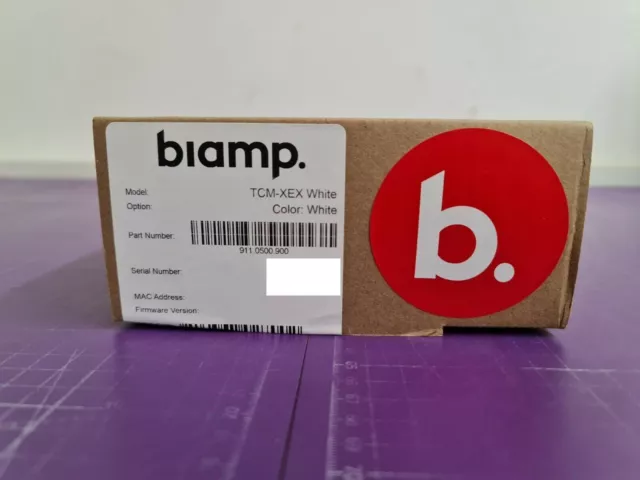 biamp.
Model: TCM-XEX White
Option: Color: White
Part Number:
911.0500.900
Serial Number:
MAC Address:
Firmware Version:
b.